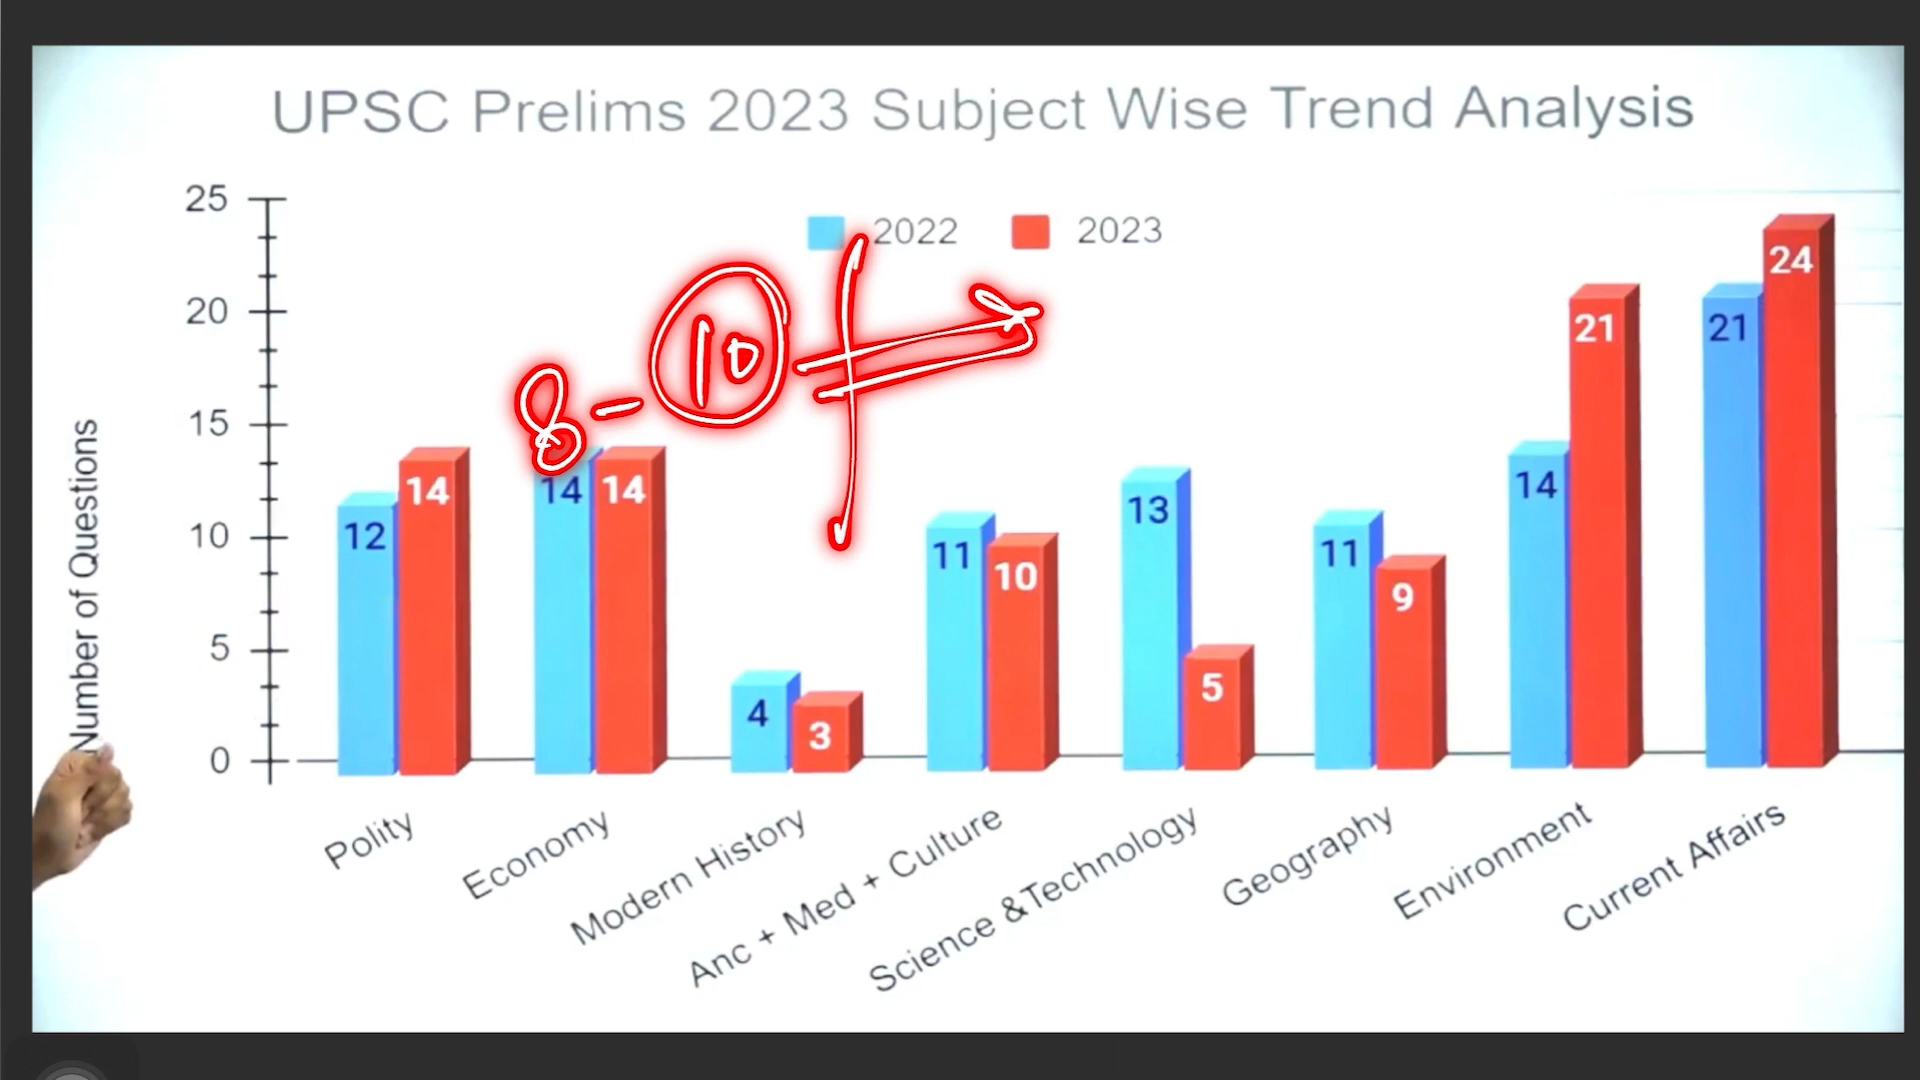 UPSC Prelims 2023 Subject Wise Trend Analysis
2022 2023
Number of Questions
25
20
15
10
5
0
8-10
12 14
14 14
4 3
11 10
13 5
11 9
14 21
21 24
Polity
Economy
Modern History
Anc + Med + Culture
Science &Technology
Geography
Environment
Current Affairs